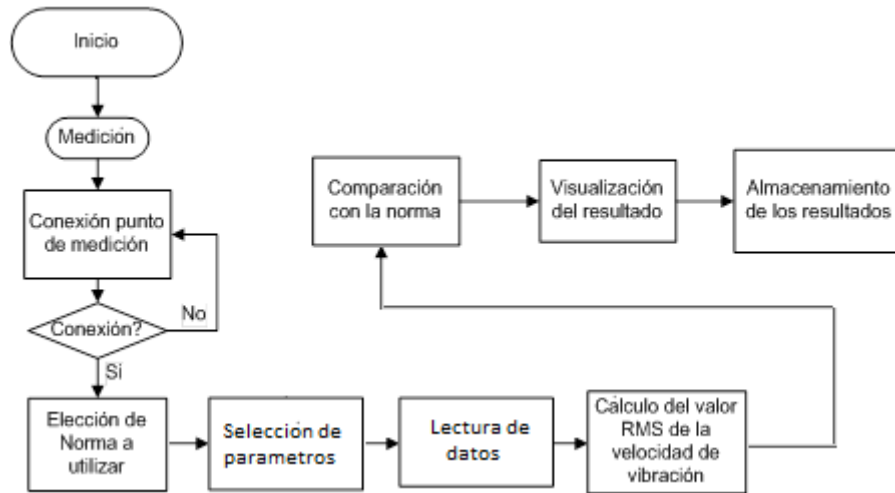 Inicio
Medición
Conexión punto
de medición
Conexión?
No
Si
Elección de
Norma a
utilizar
Selección de
parametros
Lectura de
datos
Cálculo del valor
RMS de la
velocidad de
vibración
Comparación
con la norma
Visualización
del resultado
Almacenamiento
de los resultados